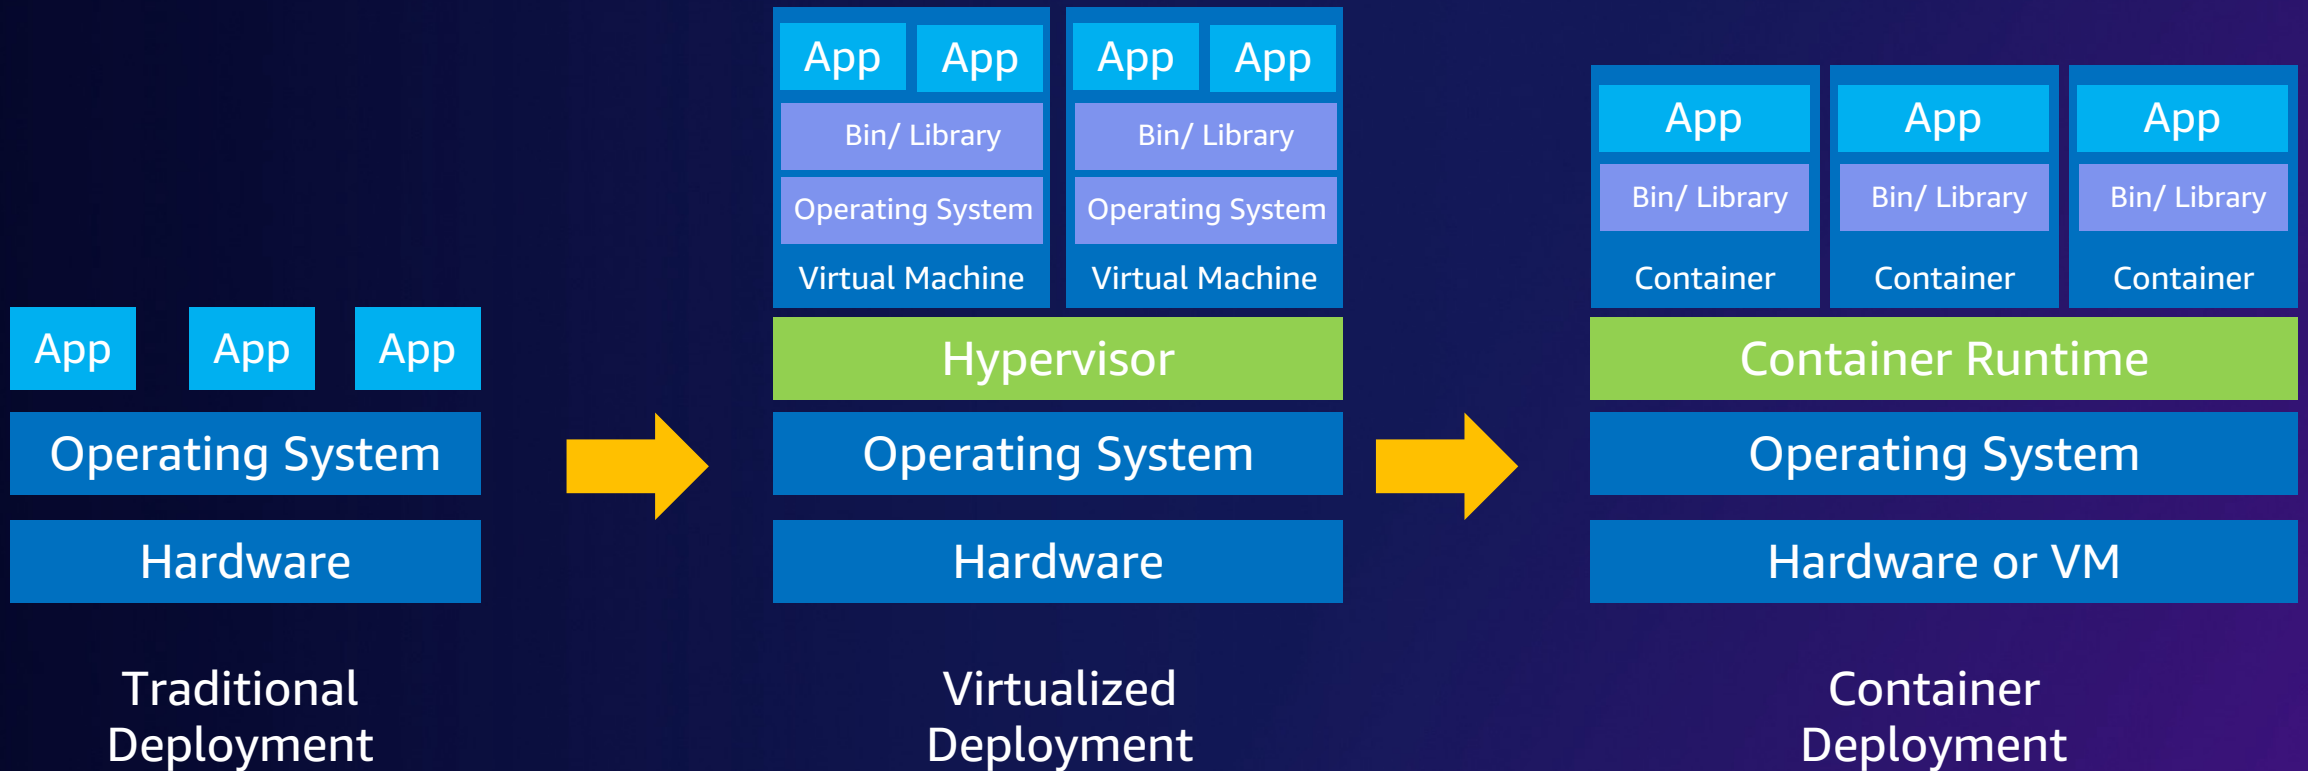 App App App
Operating System
Hardware
Traditional
Deployment
App App App App
Bin/ Library Bin/ Library
Operating System Operating System
Virtual Machine Virtual Machine
Hypervisor
Operating System
Hardware
Virtualized
Deployment
App App App
Bin/ Library Bin/ Library Bin/ Library
Container Container Container
Container Runtime
Operating System
Hardware or VM
Container
Deployment